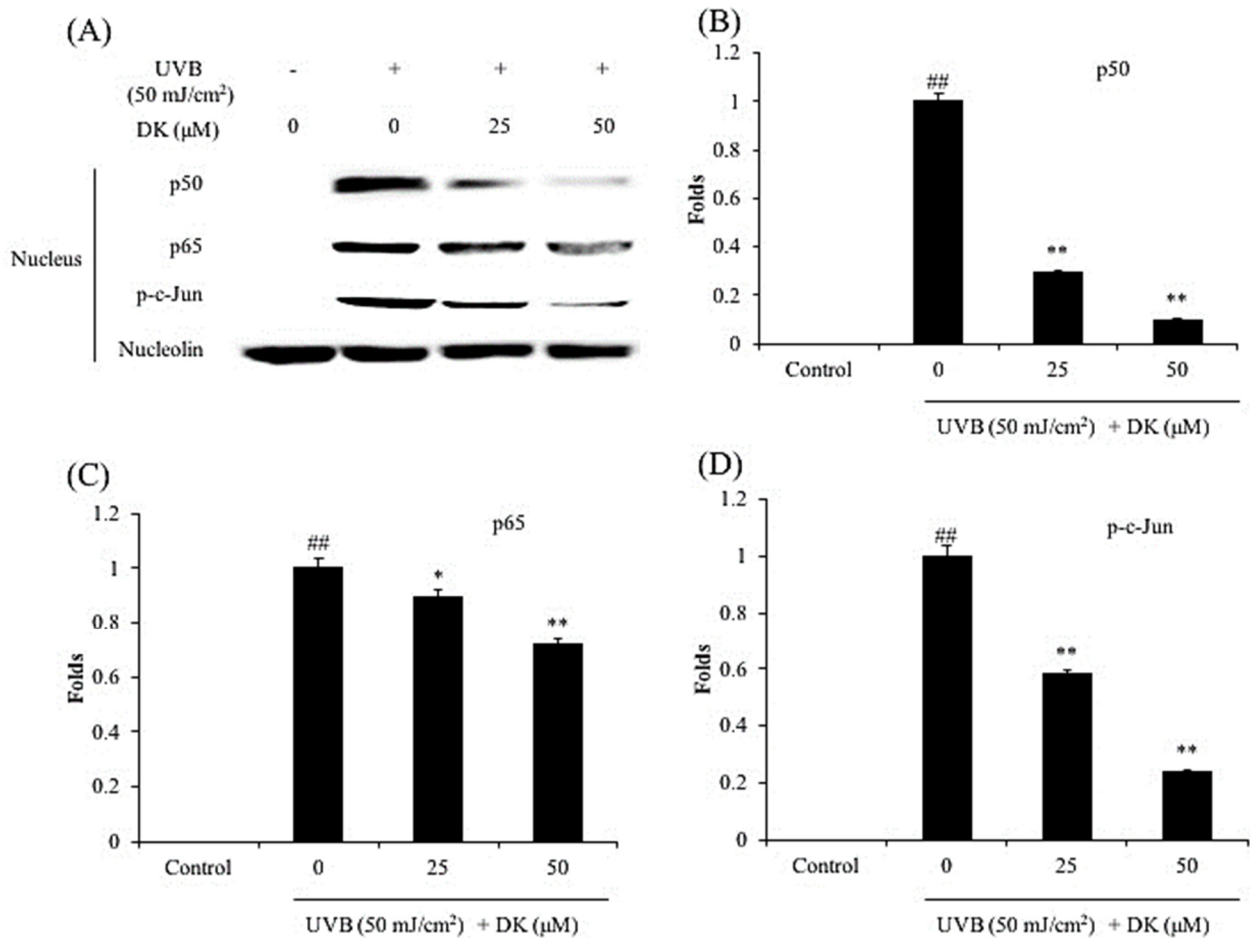 (A)
UVB - + + +
(50 mJ/cm²)
DK (μM) 0 0 25 50
Nucleus
p50
p65
p-c-Jun
Nucleolin
(B)
p50
Folds
1.2
1
0.8
0.6
0.4
0.2
0
##
**
**
Control 0 25 50
UVB (50 mJ/cm²) + DK (μM)
(C)
p65
Folds
1.2
1
0.8
0.6
0.4
0.2
0
##
*
**
Control 0 25 50
UVB (50 mJ/cm²) + DK (μM)
(D)
p-c-Jun
Folds
1.2
1
0.8
0.6
0.4
0.2
0
##
**
**
Control 0 25 50
UVB (50 mJ/cm²) + DK (μM)